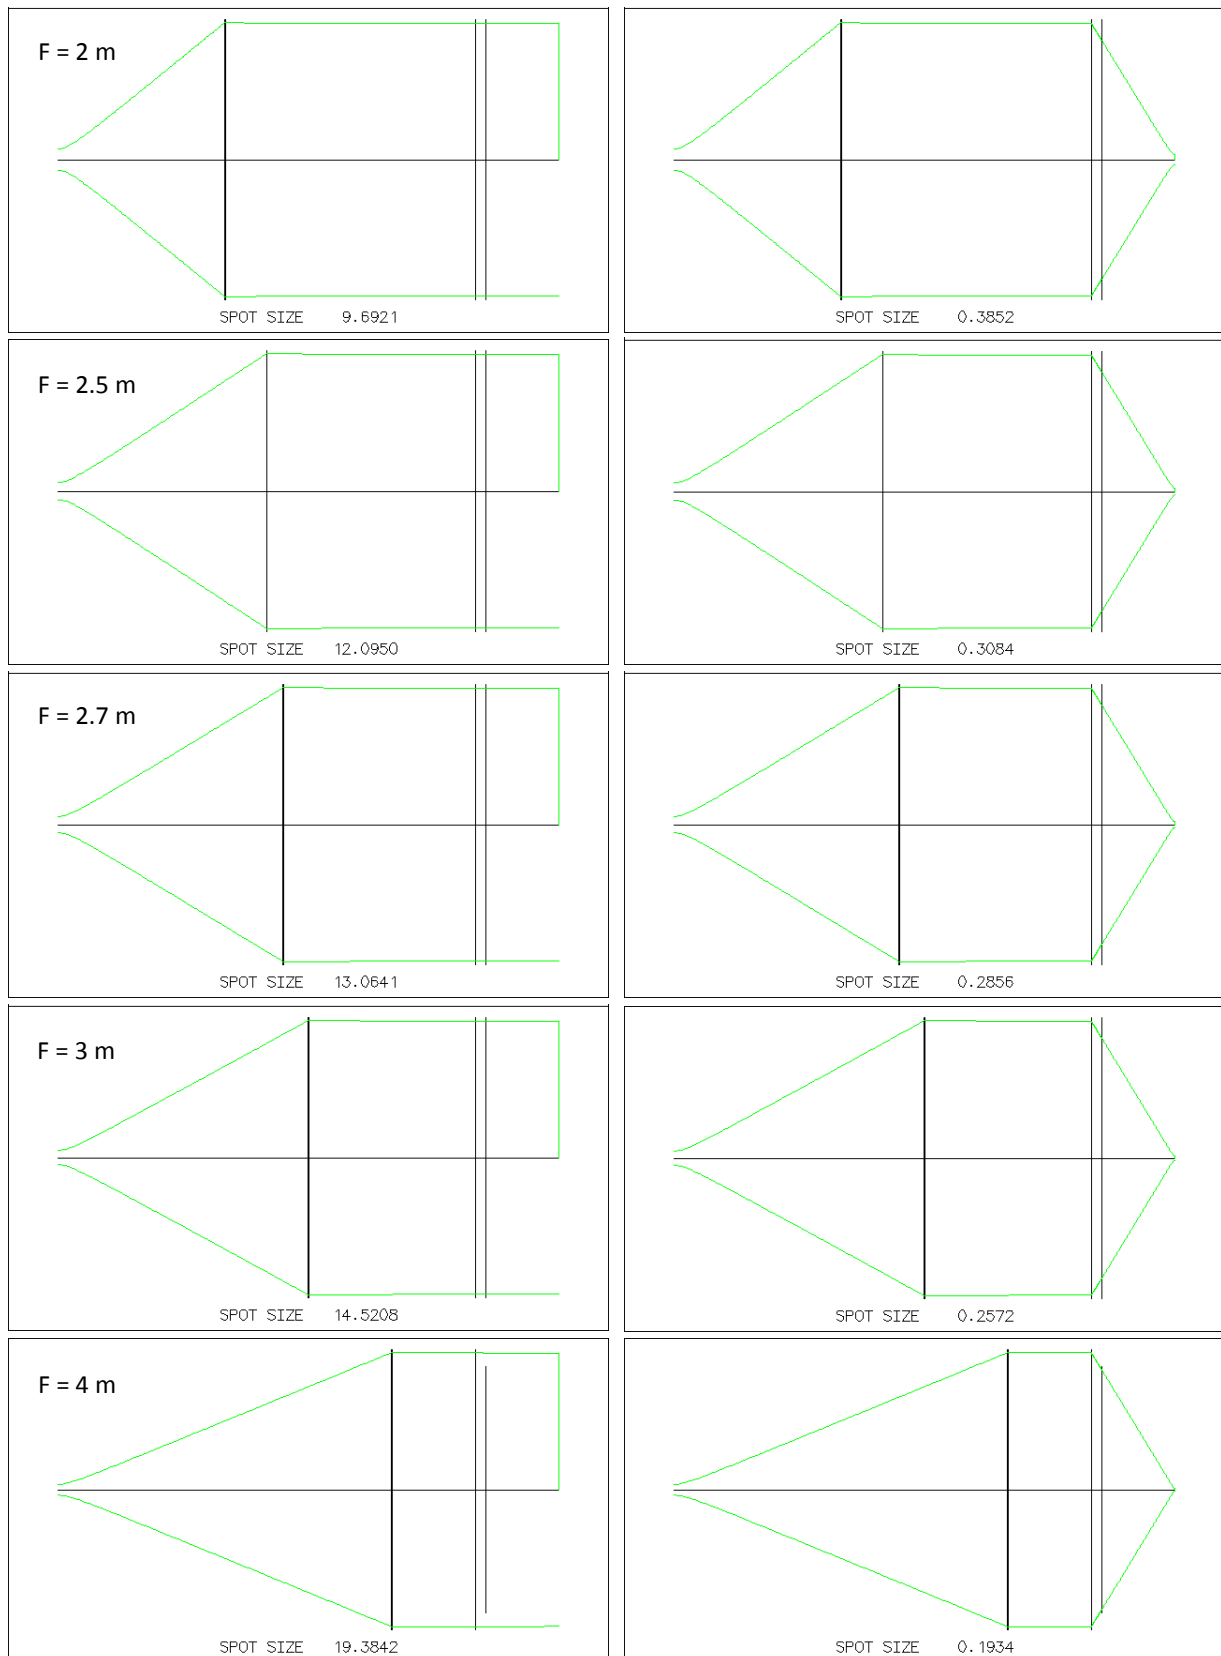 F = 2 m
SPOT SIZE 9.6921
SPOT SIZE 0.3852
F = 2.5 m
SPOT SIZE 12.0950
SPOT SIZE 0.3084
F = 2.7 m
SPOT SIZE 13.0641
SPOT SIZE 0.2856
F = 3 m
SPOT SIZE 14.5208
SPOT SIZE 0.2572
F = 4 m
SPOT SIZE 19.3842
SPOT SIZE 0.1934